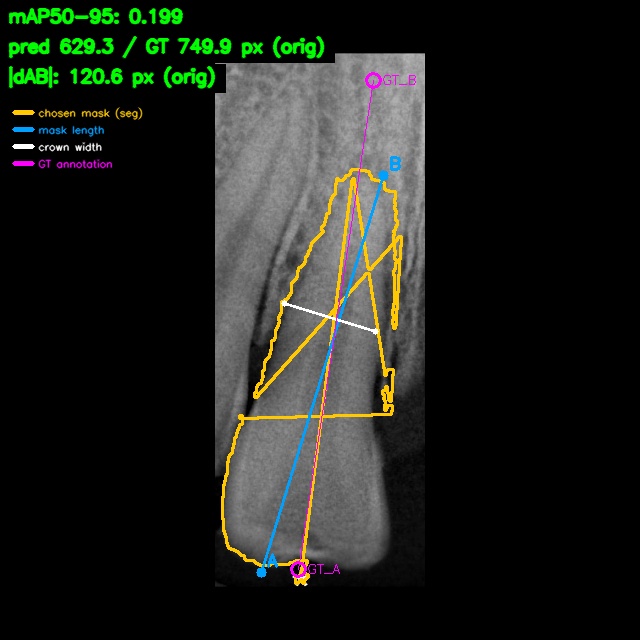 mAP50-95: 0.199
pred 629.3 / GT 749.9 px (orig)
|dAB|: 120.6 px (orig)
chosen mask (seg)
mask length
crown width
GT annotation
GT_B
B
A
GT_A